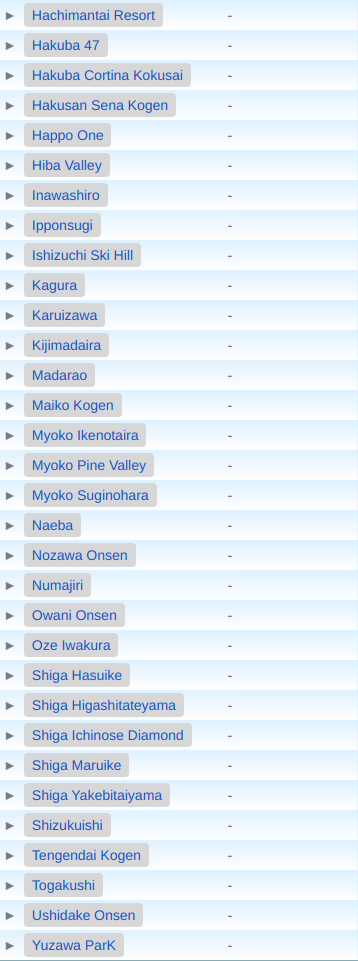 Hachimantai Resort -
Hakuba 47 -
Hakuba Cortina Kokusai -
Hakusan Sena Kogen -
Happo One -
Hiba Valley -
Inawashiro -
Ipponsugi -
Ishizuchi Ski Hill -
Kagura -
Karuizawa -
Kijimadaira -
Madarao -
Maiko Kogen -
Myoko Ikenotaira -
Myoko Pine Valley -
Myoko Suginohara -
Naeba -
Nozawa Onsen -
Numajiri -
Owani Onsen -
Oze Iwakura -
Shiga Hasuike -
Shiga Higashitateyama -
Shiga Ichinose Diamond -
Shiga Maruike -
Shiga Yakebitaiyama -
Shizukuishi -
Tengendai Kogen -
Togakushi -
Ushidake Onsen -
Yuzawa ParK -